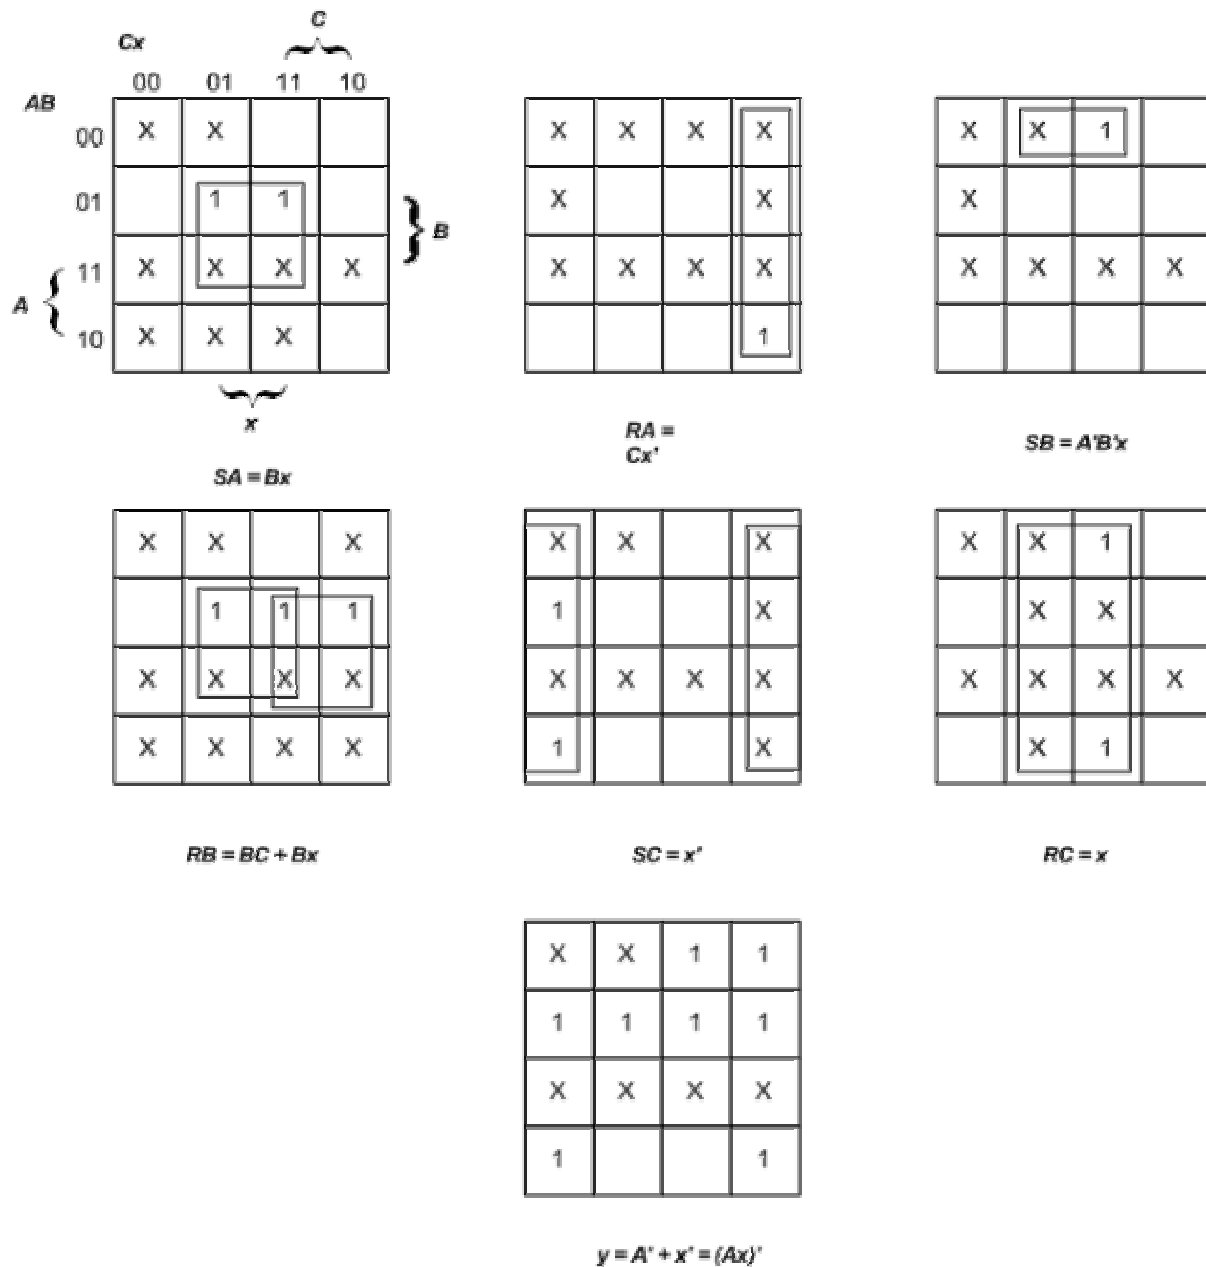 C
Cx
00 01 11 10
AB
00 X X
01 1 1
B
11 X X X X
A
10 X X X
x
SA = Bx
X X X X
X X
X X X X
1
RA =
Cx'
X X 1
X
X X X X
SB = A'B'x
X X X
1 1 1
X X X X
X X X X
RB = BC + Bx
X X X
1 X
X X X X
1 X
SC = x'
X X 1
X X
X X X X
X 1
RC = x
X X 1 1
1 1 1 1
X X X X
1 1
y = A' + x' = (Ax)'